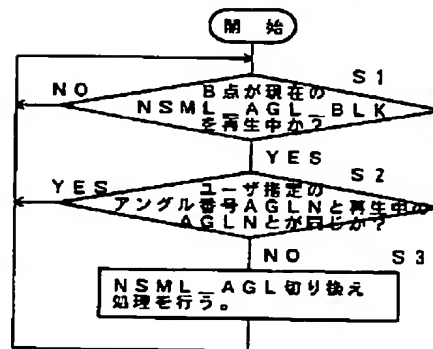 開 始
S1
NO
B点が現在の
NSML_AGL_BLK
を再生中か?
YES
S2
YES
ユーザ指定の
アングル番号AGLNと再生中の
AGLNとが同じか?
NO
S3
NSML_AGL切り換え
処理を行う。